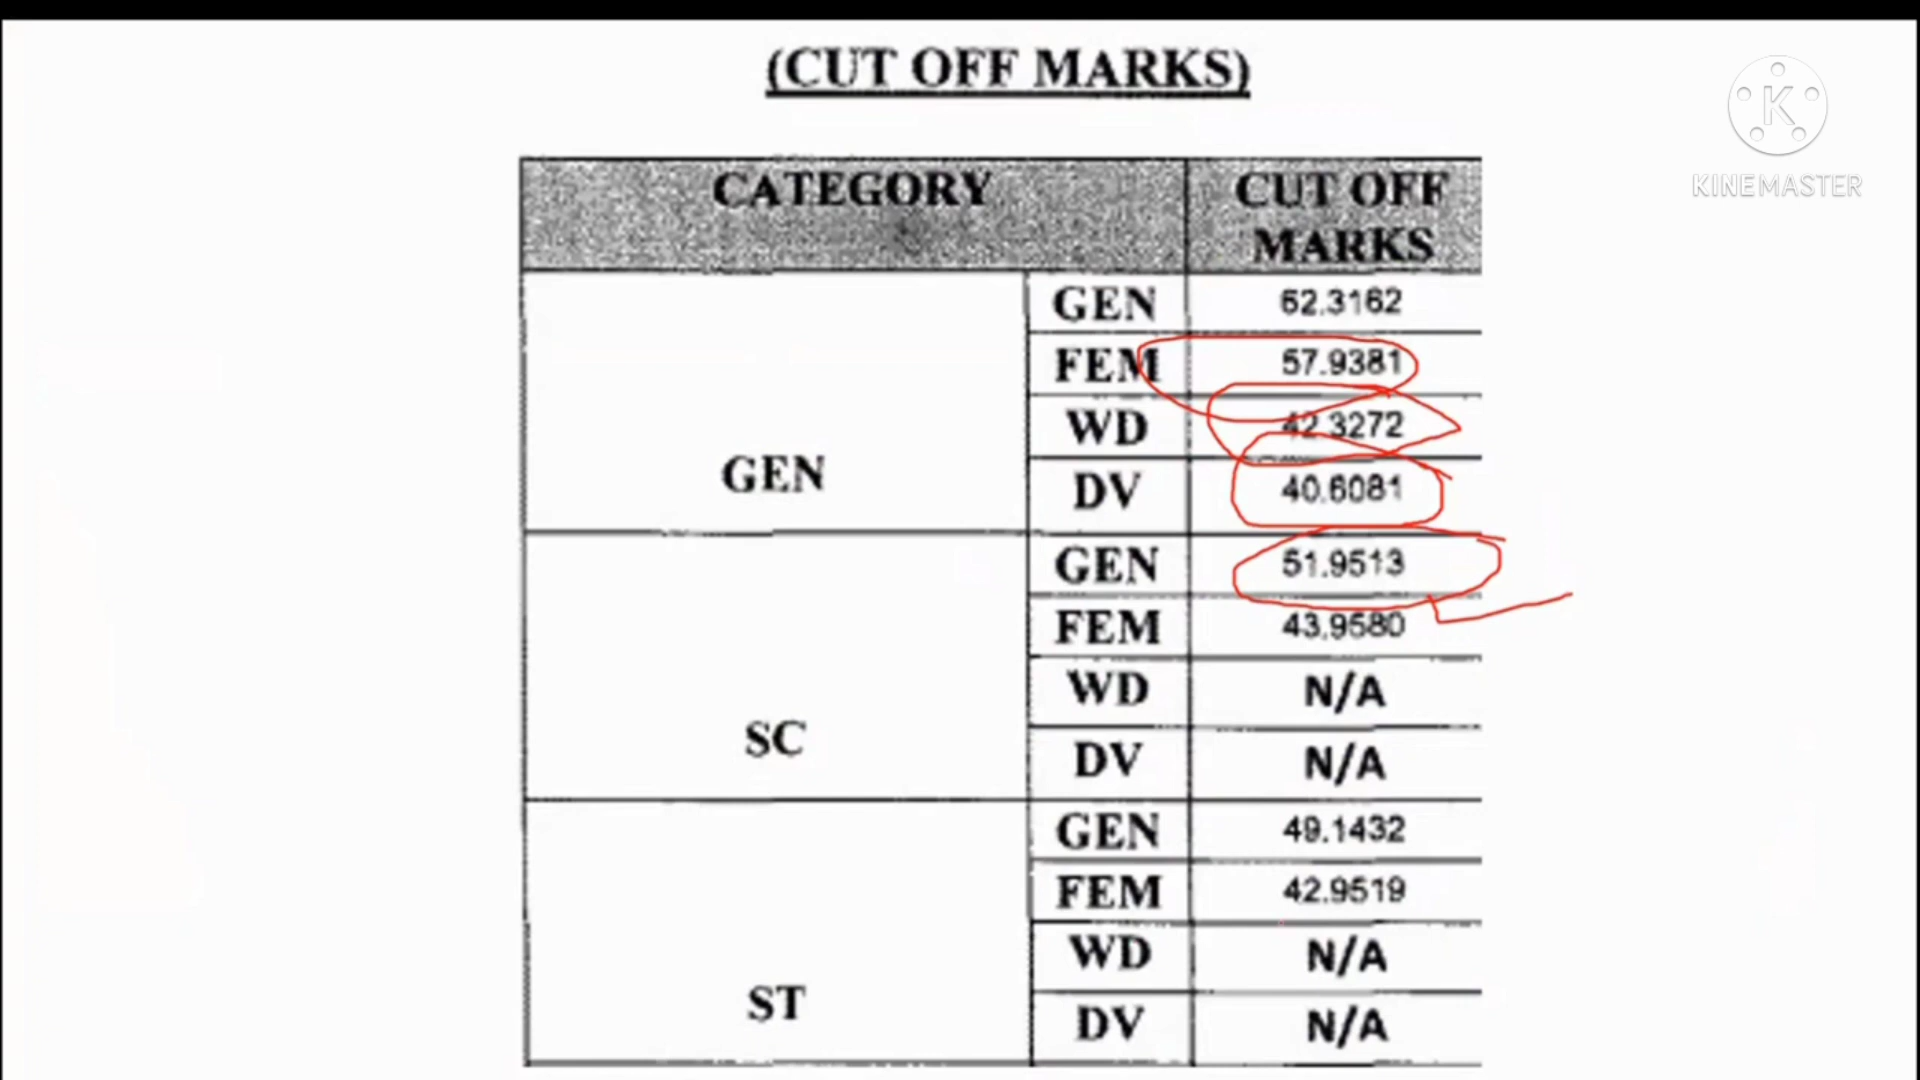 (CUT OFF MARKS)
K
KINEMASTER
CATEGORY
CUT OFF
MARKS
GEN
GEN 62.3162
FEM 57.9381
WD 42.3272
DV 40.6081
SC
GEN 51.9513
FEM 43.9580
WD N/A
DV N/A
ST
GEN 49.1432
FEM 42.9519
WD N/A
DV N/A